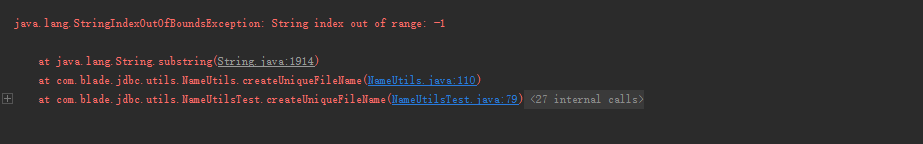 java.lang.StringIndexOutOfBoundsException: String index out of range: -1
at java.lang.String.substring(String.java:1914)
at com.blade.jdbc.utils.NameUtils.createUniqueFileName(NameUtils.java:110)
at com.blade.jdbc.utils.NameUtilsTest.createUniqueFileName(NameUtilsTest.java:79) <27 internal calls>